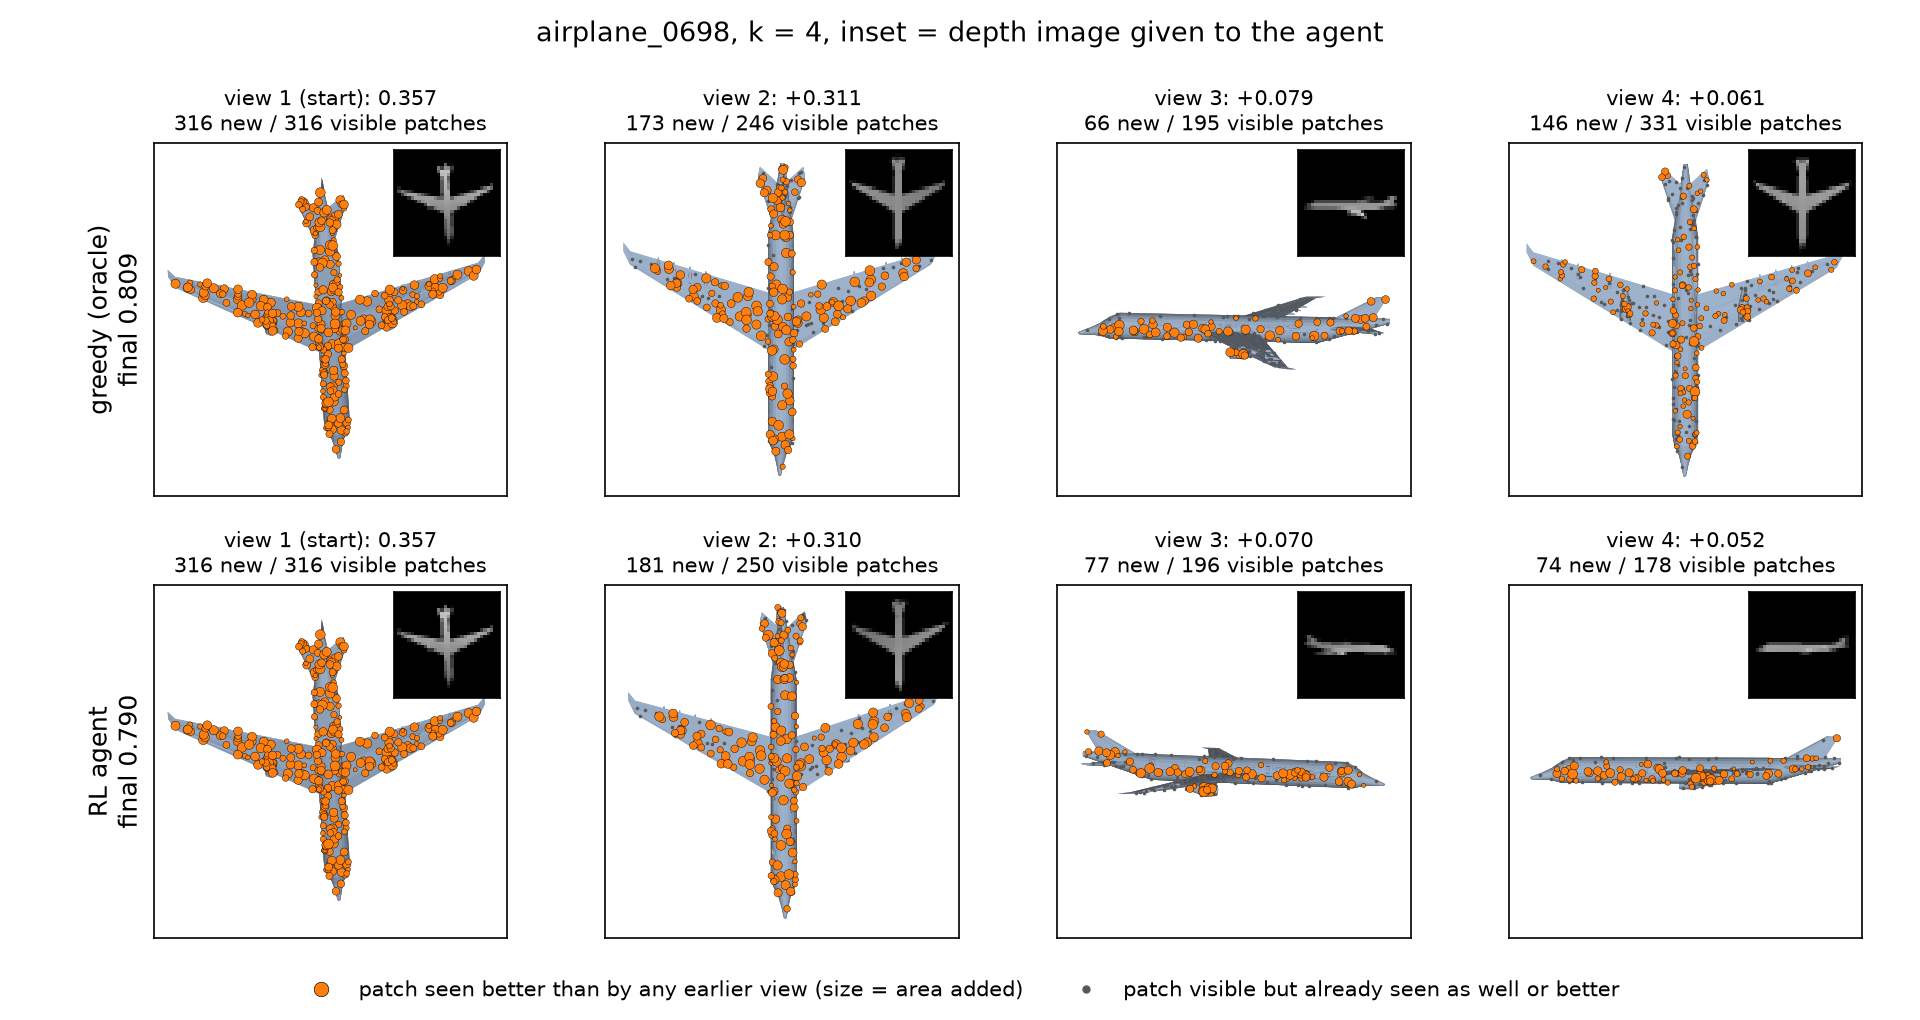 airplane_0698, k = 4, inset = depth image given to the agent
view 1 (start): 0.357
316 new / 316 visible patches
view 2: +0.311
173 new / 246 visible patches
view 3: +0.079
66 new / 195 visible patches
view 4: +0.061
146 new / 331 visible patches
greedy (oracle)
final 0.809
view 1 (start): 0.357
316 new / 316 visible patches
view 2: +0.310
181 new / 250 visible patches
view 3: +0.070
77 new / 196 visible patches
view 4: +0.052
74 new / 178 visible patches
RL agent
final 0.790
patch seen better than by any earlier view (size = area added)
patch visible but already seen as well or better